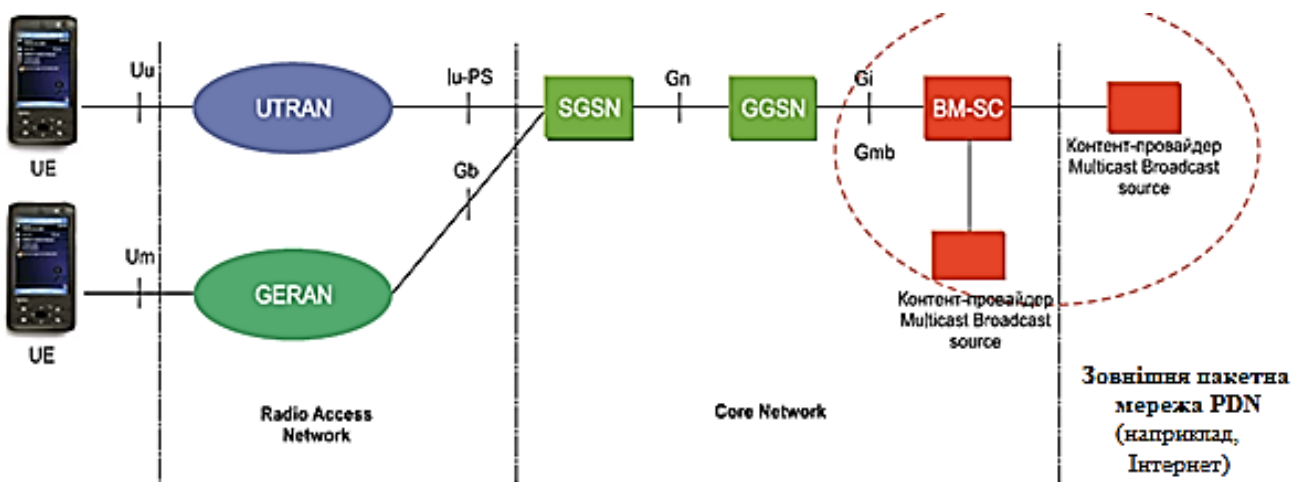 Uu
Iu-PS
Gn
Gi
UTRAN
SGSN
GGSN
BM-SC
UE
Gb
Gmb
Контент-провайдер
Multicast Broadcast
source
Um
GERAN
UE
Контент-провайдер
Multicast Broadcast
source
Radio Access
Network
Core Network
Зовнішня пакетна
мережа PDN
(наприклад,
Інтернет)